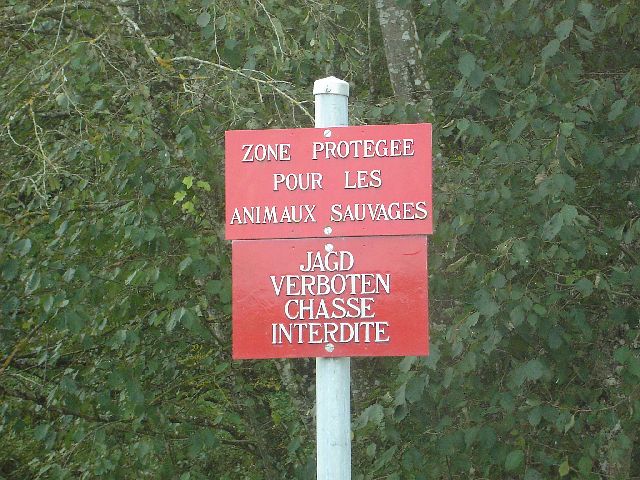 ZONE PROTEGEE
POUR LES
ANIMAUX SAUVAGES
JAGD
VERBOTEN
CHASSE
INTERDITE